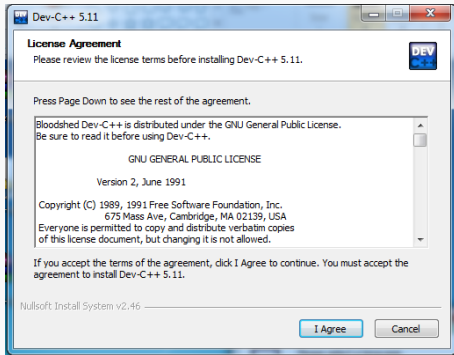 Dev-C++ 5.11
License Agreement
Please review the license terms before installing Dev-C++ 5.11.
DEV
C++
Press Page Down to see the rest of the agreement.
Bloodshed Dev-C++ is distributed under the GNU General Public License.
Be sure to read it before using Dev-C++.
GNU GENERAL PUBLIC LICENSE
Version 2, June 1991
Copyright (C) 1989, 1991 Free Software Foundation, Inc.
675 Mass Ave, Cambridge, MA 02139, USA
Everyone is permitted to copy and distribute verbatim copies
of this license document, but changing it is not allowed.
If you accept the terms of the agreement, click I Agree to continue. You must accept the
agreement to install Dev-C++ 5.11.
Nullsoft Install System v2.46
I Agree
Cancel